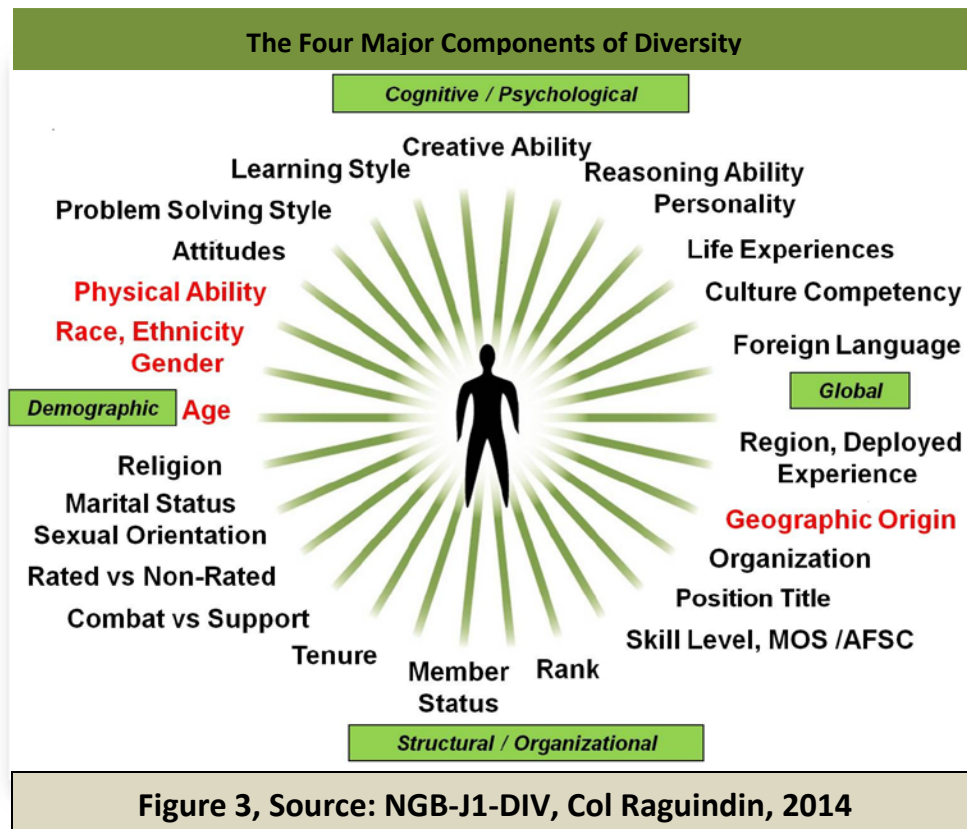 The Four Major Components of Diversity
Cognitive / Psychological
Creative Ability
Learning Style
Reasoning Ability
Personality
Problem Solving Style
Life Experiences
Attitudes
Culture Competency
Physical Ability
Race, Ethnicity
Gender
Foreign Language
Demographic
Age
Global
Region, Deployed
Experience
Religion
Marital Status
Sexual Orientation
Geographic Origin
Organization
Rated vs Non-Rated
Position Title
Combat vs Support
Skill Level, MOS /AFSC
Tenure
Member
Status
Rank
Structural / Organizational
Figure 3, Source: NGB-J1-DIV, Col Raguindin, 2014